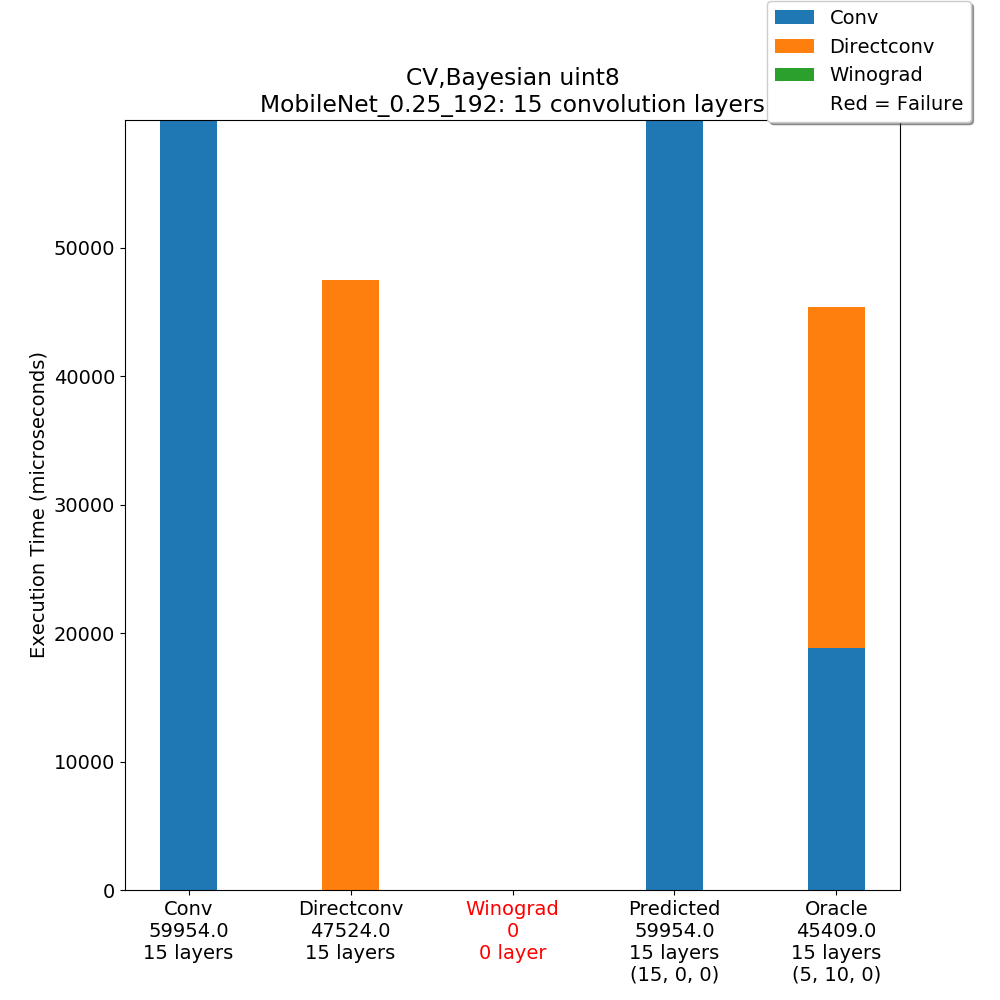 Conv
Directconv
Winograd
Red = Failure
CV,Bayesian uint8
MobileNet_0.25_192: 15 convolution layers
Execution Time (microseconds)
50000
40000
30000
20000
10000
0
Conv
59954.0
15 layers
Directconv
47524.0
15 layers
Winograd
0
0 layer
Predicted
59954.0
15 layers
(15, 0, 0)
Oracle
45409.0
15 layers
(5, 10, 0)